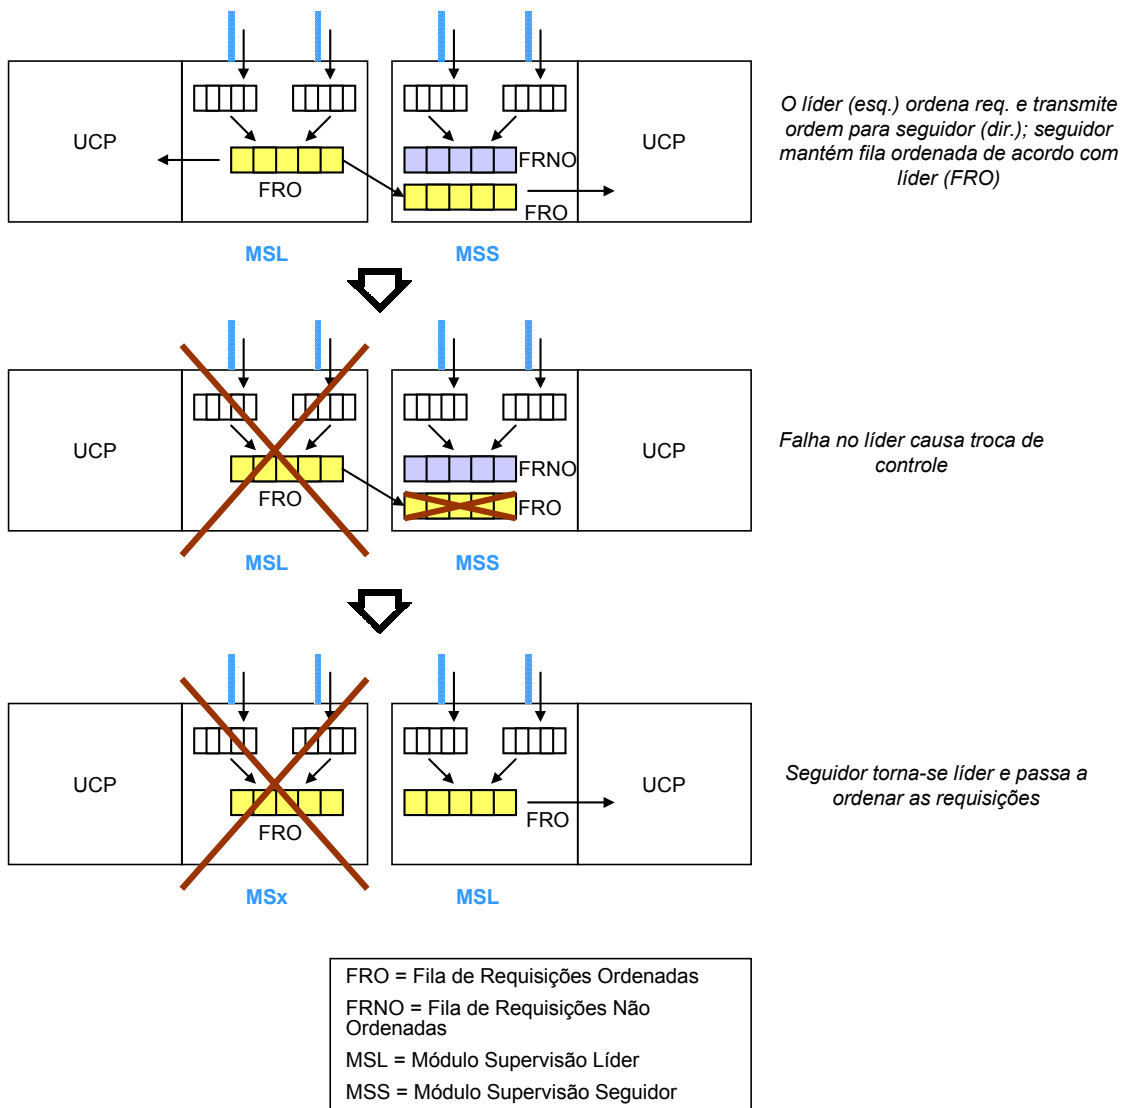 UCP
FRO
FRNO
FRO
UCP
MSL
MSS
O líder (esq.) ordena req. e transmite
ordem para seguidor (dir.); seguidor
mantém fila ordenada de acordo com
líder (FRO)
UCP
FRO
FRNO
FRO
UCP
MSL
MSS
Falha no líder causa troca de
controle
UCP
FRO
FRO
UCP
MSx
MSL
Seguidor torna-se líder e passa a
ordenar as requisições
FRO = Fila de Requisições Ordenadas
FRNO = Fila de Requisições Não
Ordenadas
MSL = Módulo Supervisão Líder
MSS = Módulo Supervisão Seguidor